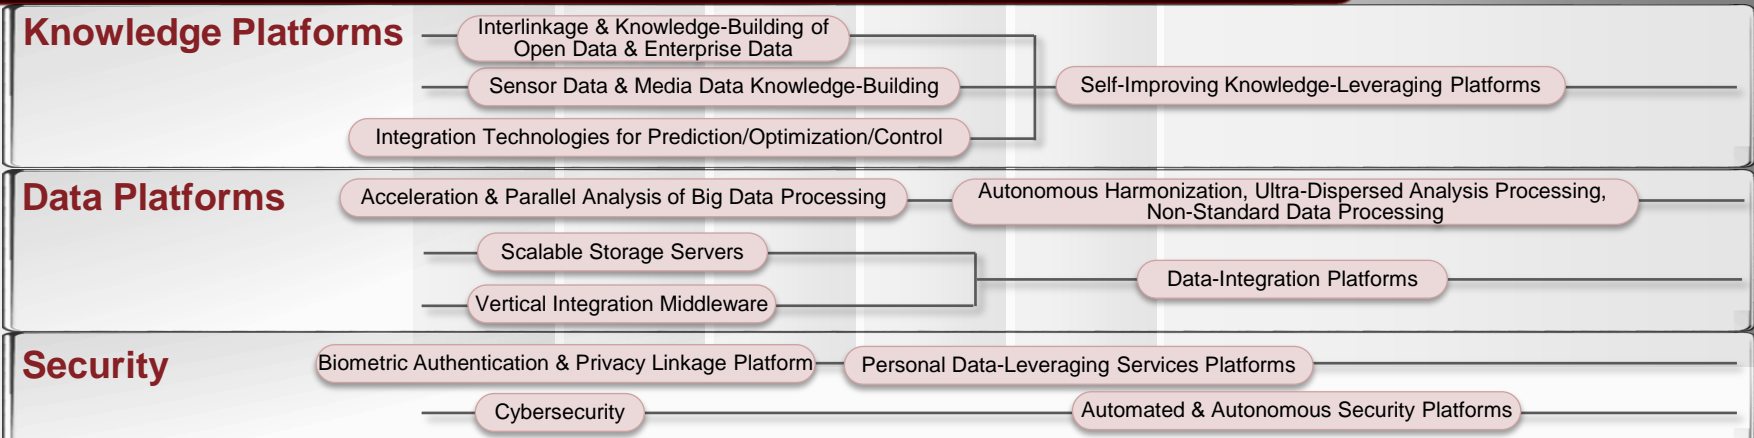 Knowledge Platforms
Interlinkage & Knowledge-Building of
Open Data & Enterprise Data
Sensor Data & Media Data Knowledge-Building
Self-Improving Knowledge-Leveraging Platforms
Integration Technologies for Prediction/Optimization/Control
Data Platforms
Acceleration & Parallel Analysis of Big Data Processing
Autonomous Harmonization, Ultra-Dispersed Analysis Processing,
Non-Standard Data Processing
Scalable Storage Servers
Data-Integration Platforms
Vertical Integration Middleware
Security
Biometric Authentication & Privacy Linkage Platform
Personal Data-Leveraging Services Platforms
Cybersecurity
Automated & Autonomous Security Platforms